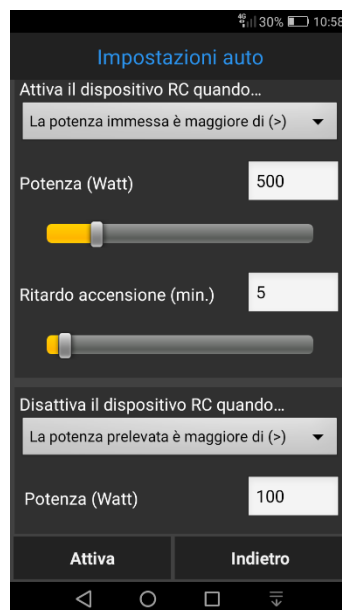 4G 30% 10:58
Impostazioni auto
Attiva il dispositivo RC quando...
La potenza immessa è maggiore di (>)
Potenza (Watt) 500
Ritardo accensione (min.) 5
Disattiva il dispositivo RC quando...
La potenza prelevata è maggiore di (>)
Potenza (Watt) 100
Attiva Indietro